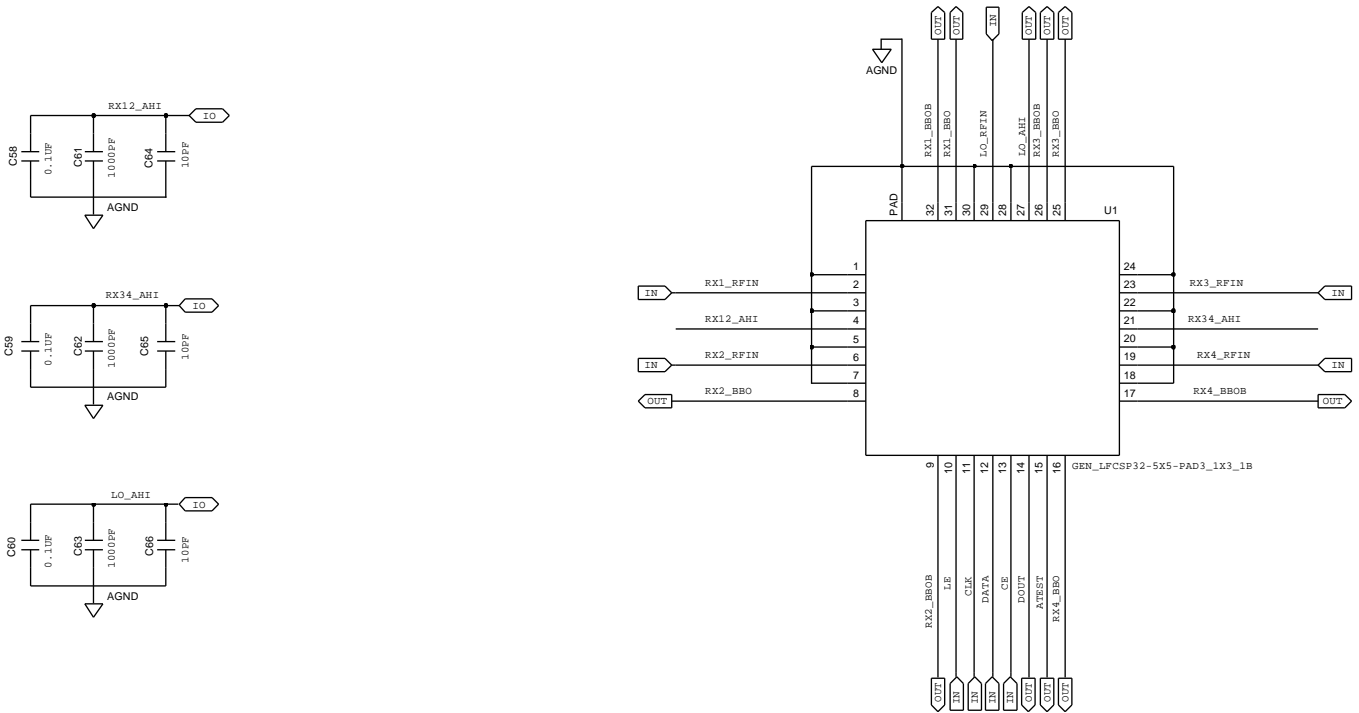 OUT
OUT
IN
OUT
OUT
OUT
AGND
RX1_BBOB
RX1_BBO
LO_RFIN
LO_AHI
RX3_BBOB
RX3_BBO
RX12_AHI
IO
C58
0.1UF
C61
1000PF
C64
10PF
AGND
PAD
32
31
30
29
28
27
26
25
U1
1
2
3
4
5
6
7
8
24
23
22
21
20
19
18
17
IN
RX1_RFIN
RX12_AHI
IN
RX2_RFIN
OUT
RX2_BBO
RX3_RFIN
IN
RX34_AHI
RX4_RFIN
IN
RX4_BBOB
OUT
RX34_AHI
IO
C59
0.1UF
C62
1000PF
C65
10PF
AGND
9
10
11
12
13
14
15
16
GEN_LFCSP32-5X5-PAD3_1X3_1B
LO_AHI
IO
C60
0.1UF
C63
1000PF
C66
10PF
AGND
RX2_BBOB
LE
CLK
DATA
CE
DOUT
ATEST
RX4_BBO
OUT
IN
IN
IN
IN
OUT
OUT
OUT